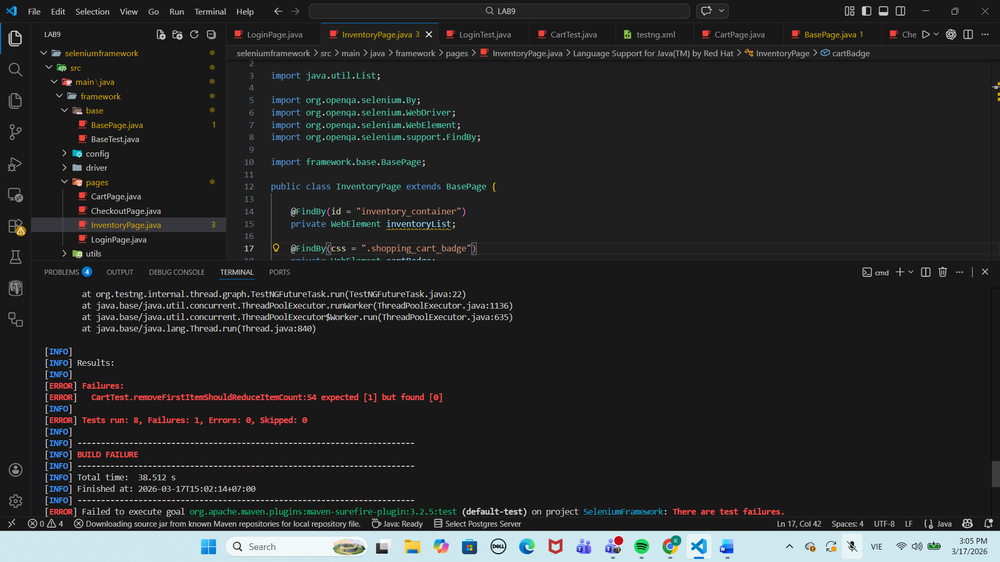 File Edit Selection View Go Run Terminal Help
LAB9
LAB9
seleniumframework
src
main\java
framework
base
BasePage.java 1
BaseTest.java
config
driver
pages
CartPage.java
CheckoutPage.java
InventoryPage.java 3
LoginPage.java
utils
LoginPage.java
InventoryPage.java 3
LoginTest.java
CartTest.java
testng.xml
CartPage.java
BasePage.java 1
Che
seleniumframework > src > main > java > framework > pages > InventoryPage.java > Language Support for Java(TM) by Red Hat > InventoryPage > cartBadge
2
3 import java.util.List;
4
5 import org.openqa.selenium.By;
6 import org.openqa.selenium.WebDriver;
7 import org.openqa.selenium.WebElement;
8 import org.openqa.selenium.support.FindBy;
9
10 import framework.base.BasePage;
11
12 public class InventoryPage extends BasePage {
13
14 @FindBy(id = "inventory_container")
15 private WebElement inventoryList;
16
17 @FindBy(css = ".shopping_cart_badge")
18 private WebElement cartBadge;
PROBLEMS 4 OUTPUT DEBUG CONSOLE TERMINAL PORTS
cmd
at org.testng.internal.thread.graph.TestNGFutureTask.run(TestNGFutureTask.java:22)
at java.base/java.util.concurrent.ThreadPoolExecutor.runWorker(ThreadPoolExecutor.java:1136)
at java.base/java.util.concurrent.ThreadPoolExecutor$Worker.run(ThreadPoolExecutor.java:635)
at java.base/java.lang.Thread.run(Thread.java:840)
[INFO]
[INFO] Results:
[INFO]
[ERROR] Failures:
[ERROR] CartTest.removeFirstItemShouldReduceItemCount:54 expected [1] but found [0]
[INFO]
[ERROR] Tests run: 8, Failures: 1, Errors: 0, Skipped: 0
[INFO]
[INFO] ------------------------------------------------------------------------
[INFO] BUILD FAILURE
[INFO] ------------------------------------------------------------------------
[INFO] Total time:  38.512 s
[INFO] Finished at: 2026-03-17T15:02:14+07:00
[INFO] ------------------------------------------------------------------------
[ERROR] Failed to execute goal org.apache.maven.plugins:maven-surefire-plugin:3.2.5:test (default-test) on project SeleniumFramework: There are test failures.
0 4 Downloading source jar from known Maven repositories for local repository file. Java: Ready Select Postgres Server Ln 17, Col 42 Spaces: 4 UTF-8 LF Java
Search
DELL
K
VIE
3:05 PM
3/17/2026